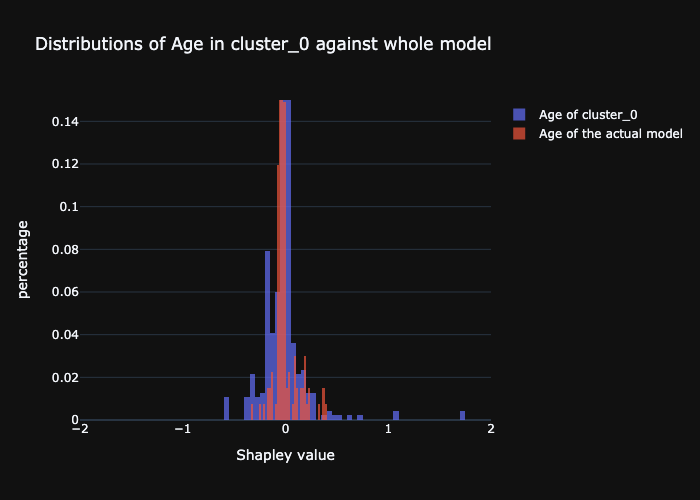 Distributions of Age in cluster_0 against whole model
Age of cluster_0
Age of the actual model
percentage
0.14
0.12
0.1
0.08
0.06
0.04
0.02
0
−2
−1
0
1
2
Shapley value